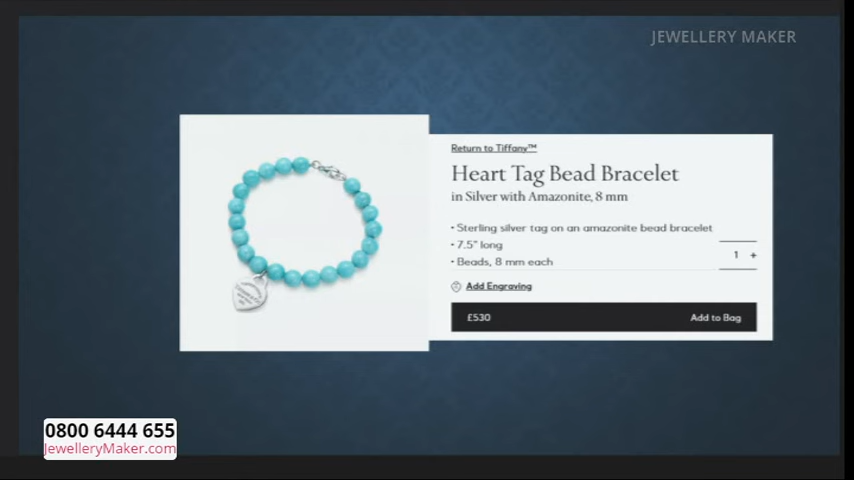 JEWELLERY MAKER
Return to Tiffany™
Heart Tag Bead Bracelet
in Silver with Amazonite, 8 mm
• Sterling silver tag on an amazonite bead bracelet
• 7.5" long
• Beads, 8 mm each
1 +
Add Engraving
£530 Add to Bag
0800 6444 655
JewelleryMaker.com